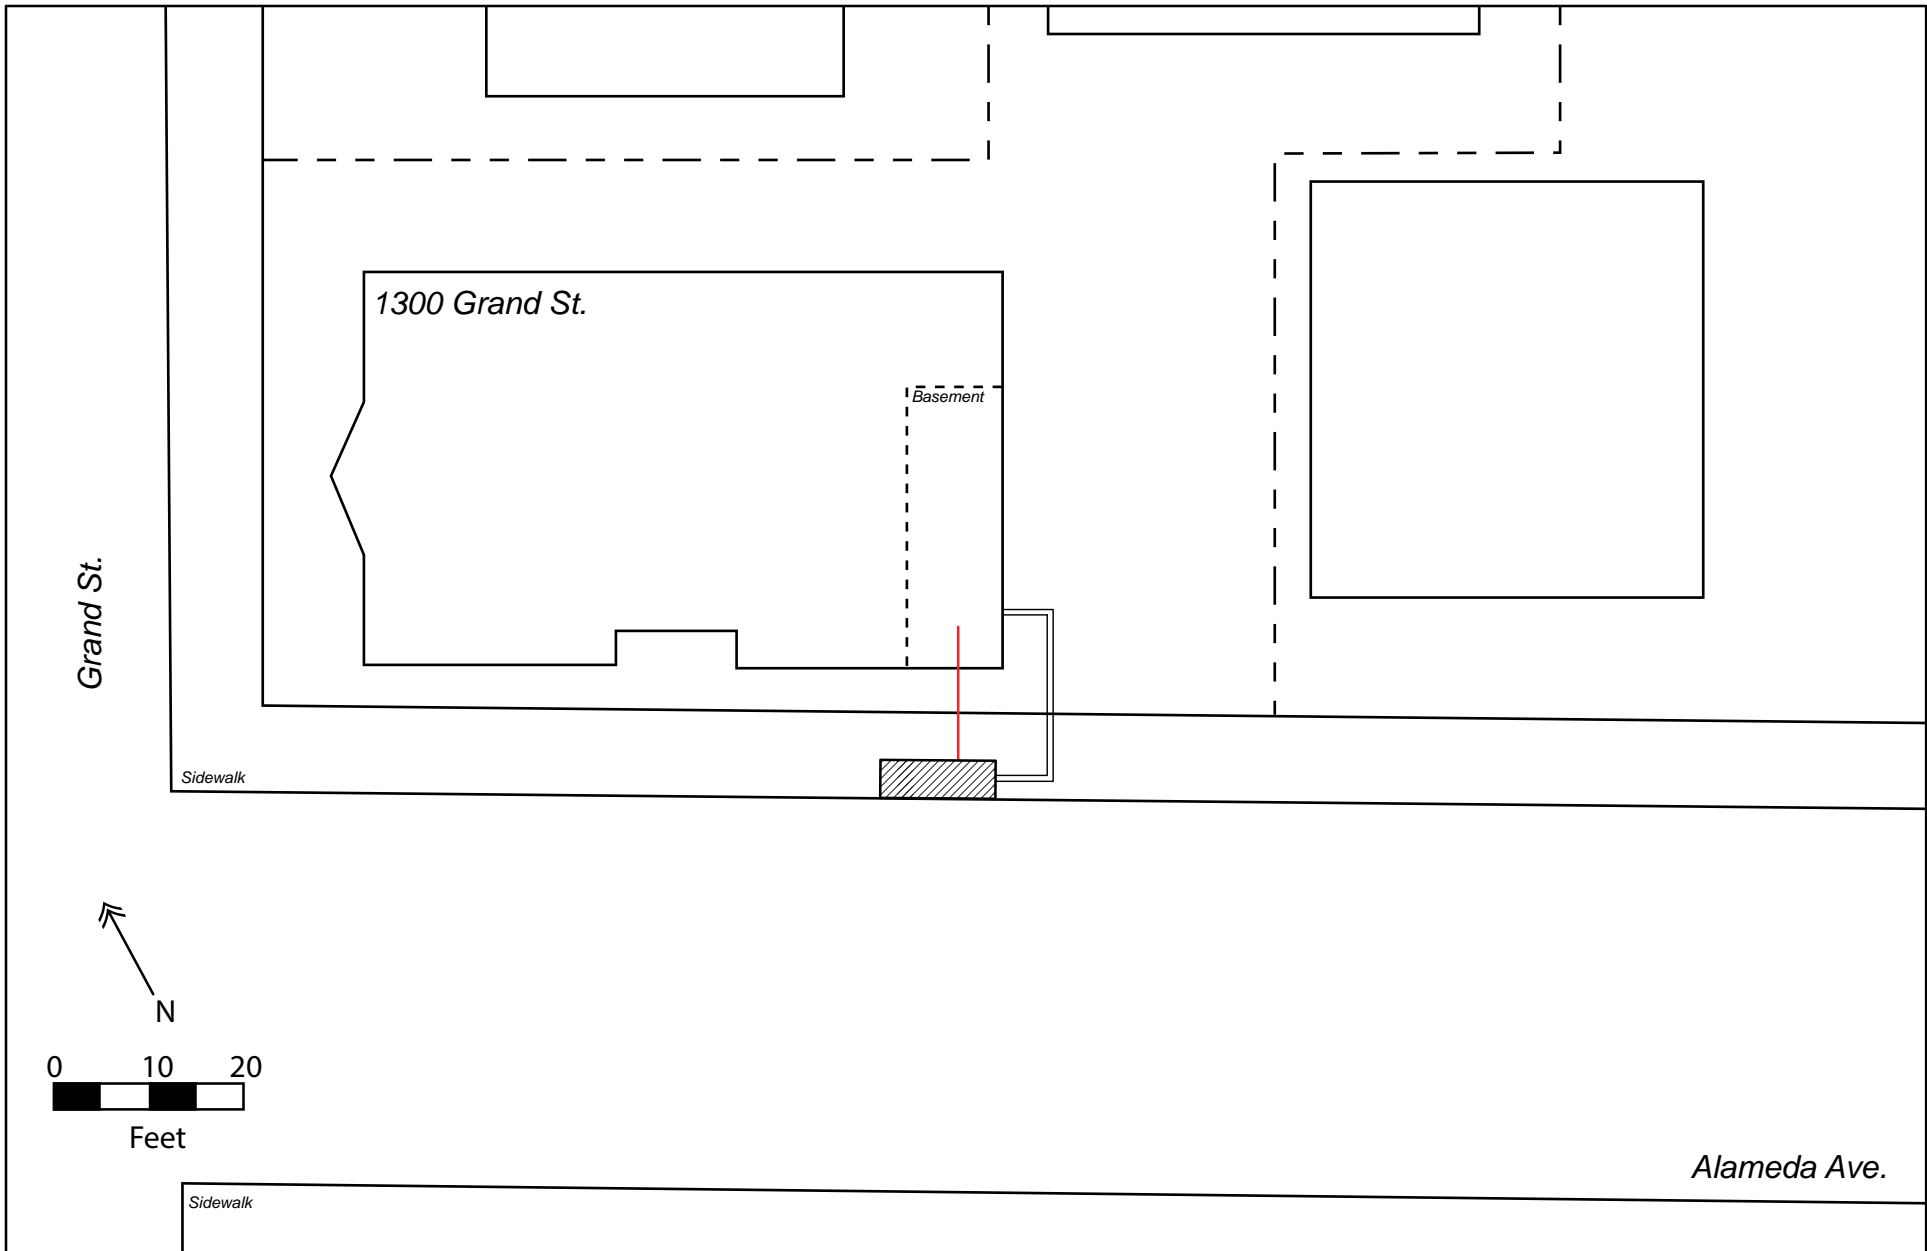 1300 Grand St.
Basement
Grand St.
Sidewalk
N
0 10 20
Feet
Alameda Ave.
Sidewalk